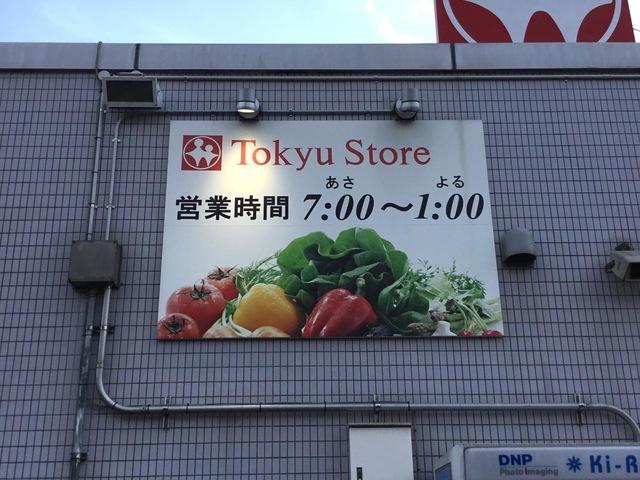 Tokyu Store
あさ よる
営業時間 7:00～1:00
DNP
Photo Imaging
Ki-R